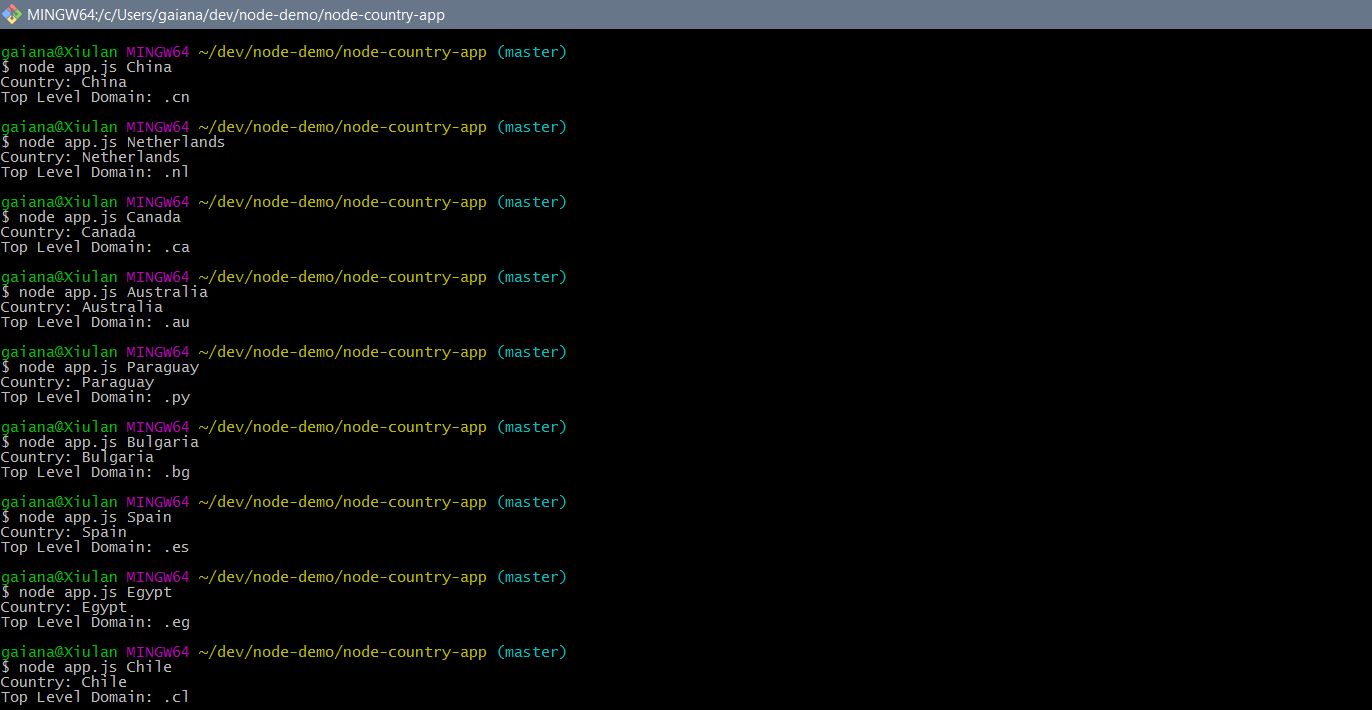 MINGW64:/c/Users/gaiana/dev/node-demo/node-country-app
gaiana@Xiulan MINGW64 ~/dev/node-demo/node-country-app (master)
$ node app.js China
Country: China
Top Level Domain: .cn
gaiana@Xiulan MINGW64 ~/dev/node-demo/node-country-app (master)
$ node app.js Netherlands
Country: Netherlands
Top Level Domain: .nl
gaiana@Xiulan MINGW64 ~/dev/node-demo/node-country-app (master)
$ node app.js Canada
Country: Canada
Top Level Domain: .ca
gaiana@Xiulan MINGW64 ~/dev/node-demo/node-country-app (master)
$ node app.js Australia
Country: Australia
Top Level Domain: .au
gaiana@Xiulan MINGW64 ~/dev/node-demo/node-country-app (master)
$ node app.js Paraguay
Country: Paraguay
Top Level Domain: .py
gaiana@Xiulan MINGW64 ~/dev/node-demo/node-country-app (master)
$ node app.js Bulgaria
Country: Bulgaria
Top Level Domain: .bg
gaiana@Xiulan MINGW64 ~/dev/node-demo/node-country-app (master)
$ node app.js Spain
Country: Spain
Top Level Domain: .es
gaiana@Xiulan MINGW64 ~/dev/node-demo/node-country-app (master)
$ node app.js Egypt
Country: Egypt
Top Level Domain: .eg
gaiana@Xiulan MINGW64 ~/dev/node-demo/node-country-app (master)
$ node app.js Chile
Country: Chile
Top Level Domain: .cl